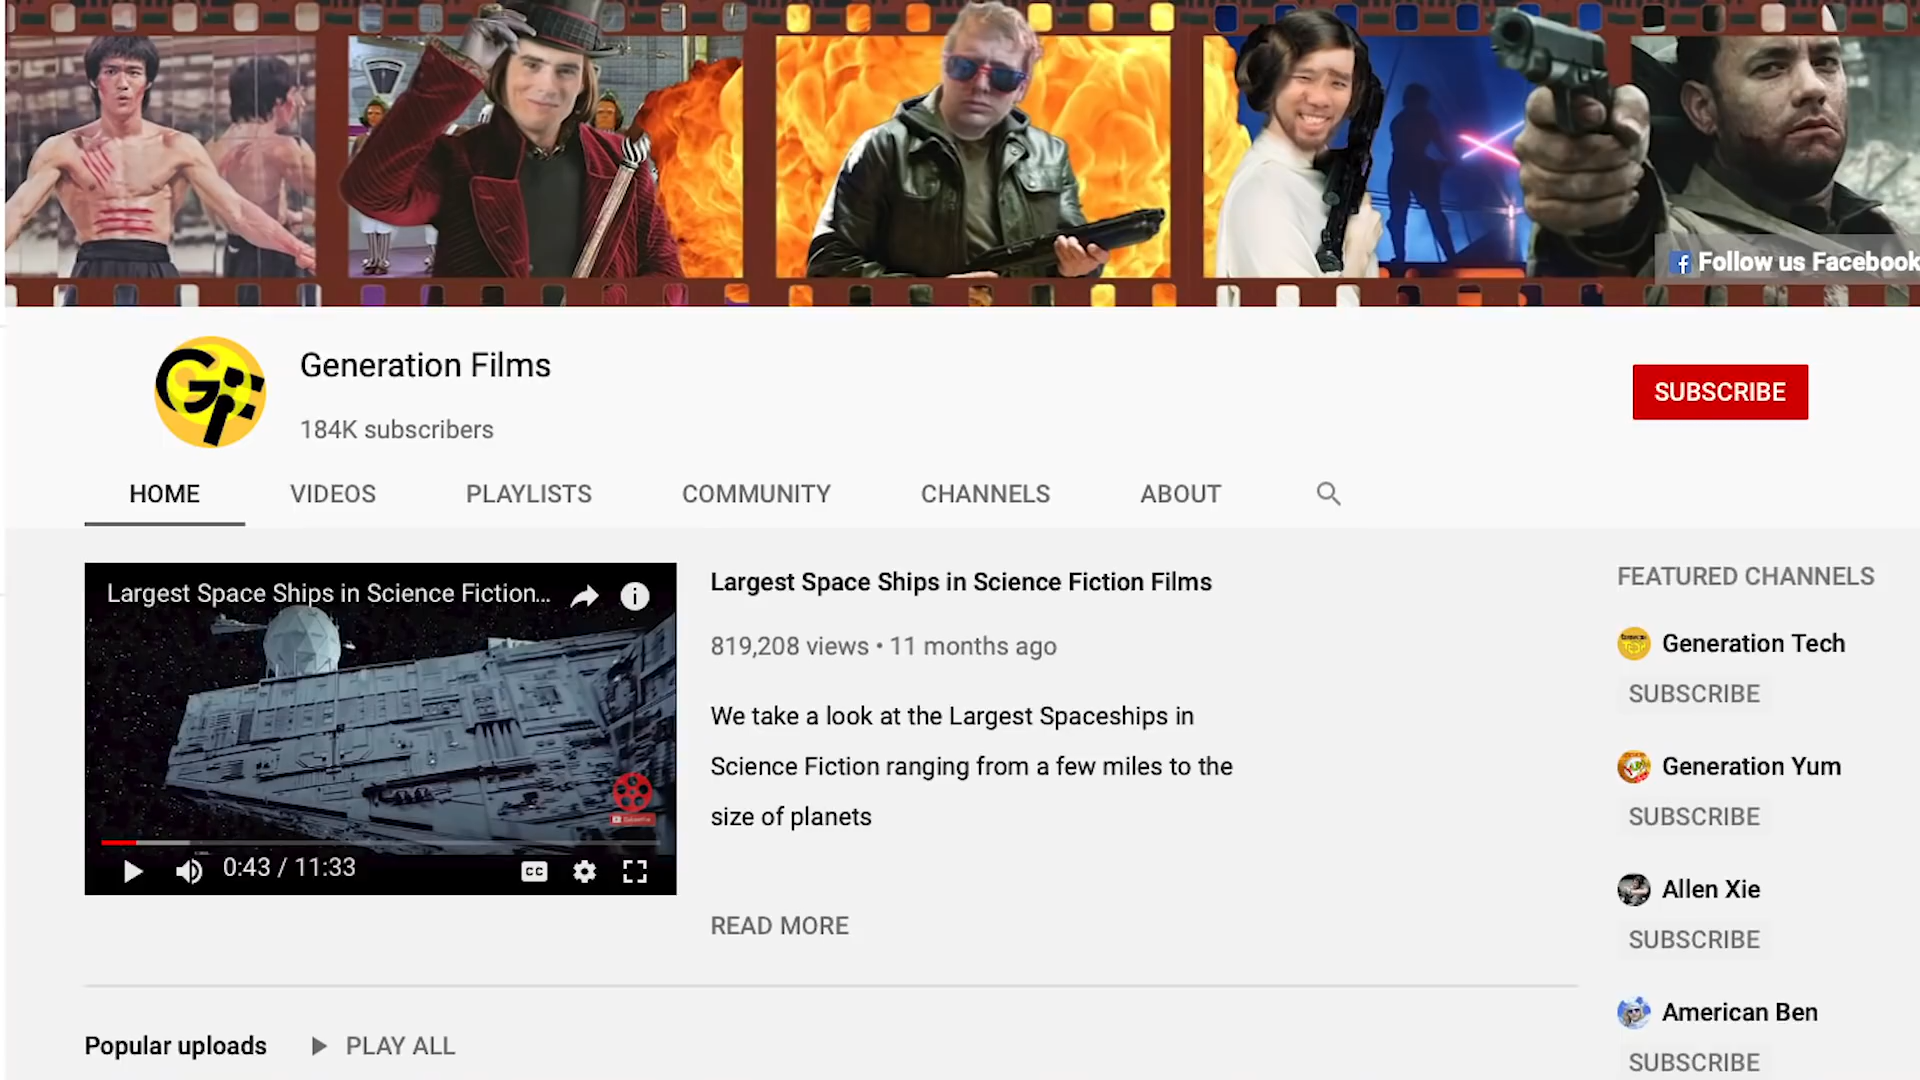 Follow us Facebook
GF
Generation Films
184K subscribers
SUBSCRIBE
HOME
VIDEOS
PLAYLISTS
COMMUNITY
CHANNELS
ABOUT
Largest Space Ships in Science Fiction...
0:43 / 11:33
CC
Largest Space Ships in Science Fiction Films
819,208 views • 11 months ago
We take a look at the Largest Spaceships in
Science Fiction ranging from a few miles to the
size of planets
READ MORE
FEATURED CHANNELS
Generation Tech
SUBSCRIBE
Generation Yum
SUBSCRIBE
Allen Xie
SUBSCRIBE
American Ben
SUBSCRIBE
Popular uploads
PLAY ALL